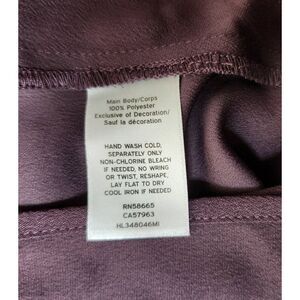 Main Body/Corps
100% Polyester
Exclusive of Decoration/
Sauf la décoration
HAND WASH COLD,
SEPARATELY ONLY
NON-CHLORINE BLEACH
IF NEEDED, NO WRING
OR TWIST, RESHAPE,
LAY FLAT TO DRY
COOL IRON IF NEEDED
RN58665
CA57963
HL348046MI